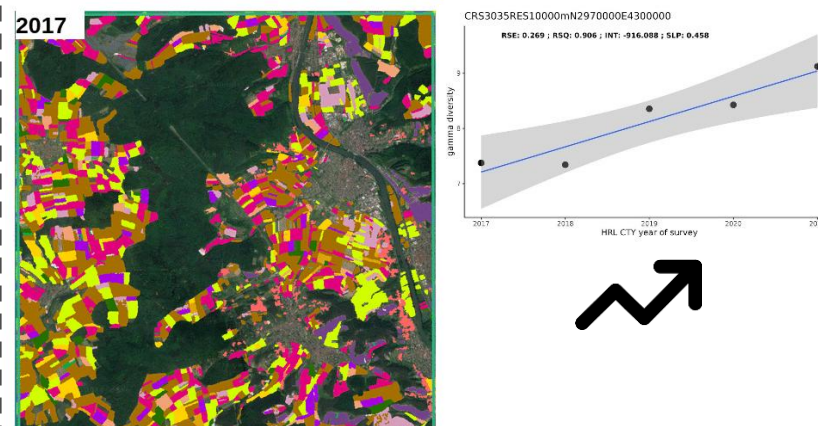 2017
CRS3035RES10000mN2970000E4300000
RSE: 0.269 ; RSQ: 0.906 ; INT: -916.088 ; SLP: 0.458
gamma diversity
9
8
7
2017 2018 2019 2020 20
HRL CTY year of survey